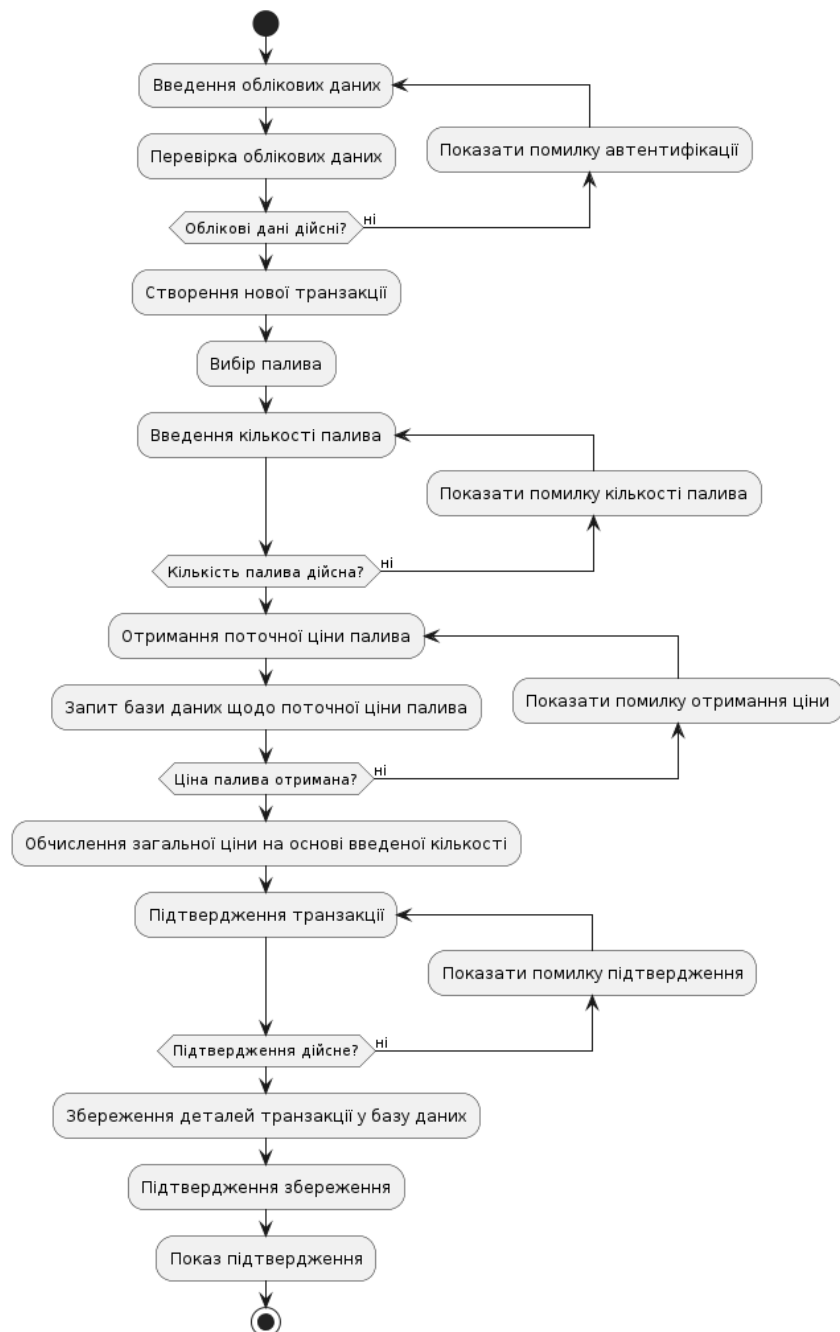 Введення облікових даних
Показати помилку автентифікації
Перевірка облікових даних
ні
Облікові дані дійсні?
Створення нової транзакції
Вибір палива
Введення кількості палива
Показати помилку кількості палива
ні
Кількість палива дійсна?
Отримання поточної ціни палива
Показати помилку отримання ціни
Запит бази даних щодо поточної ціни палива
ні
Ціна палива отримана?
Обчислення загальної ціни на основі введеної кількості
Підтвердження транзакції
Показати помилку підтвердження
ні
Підтвердження дійсне?
Збереження деталей транзакції у базу даних
Підтвердження збереження
Показ підтвердження